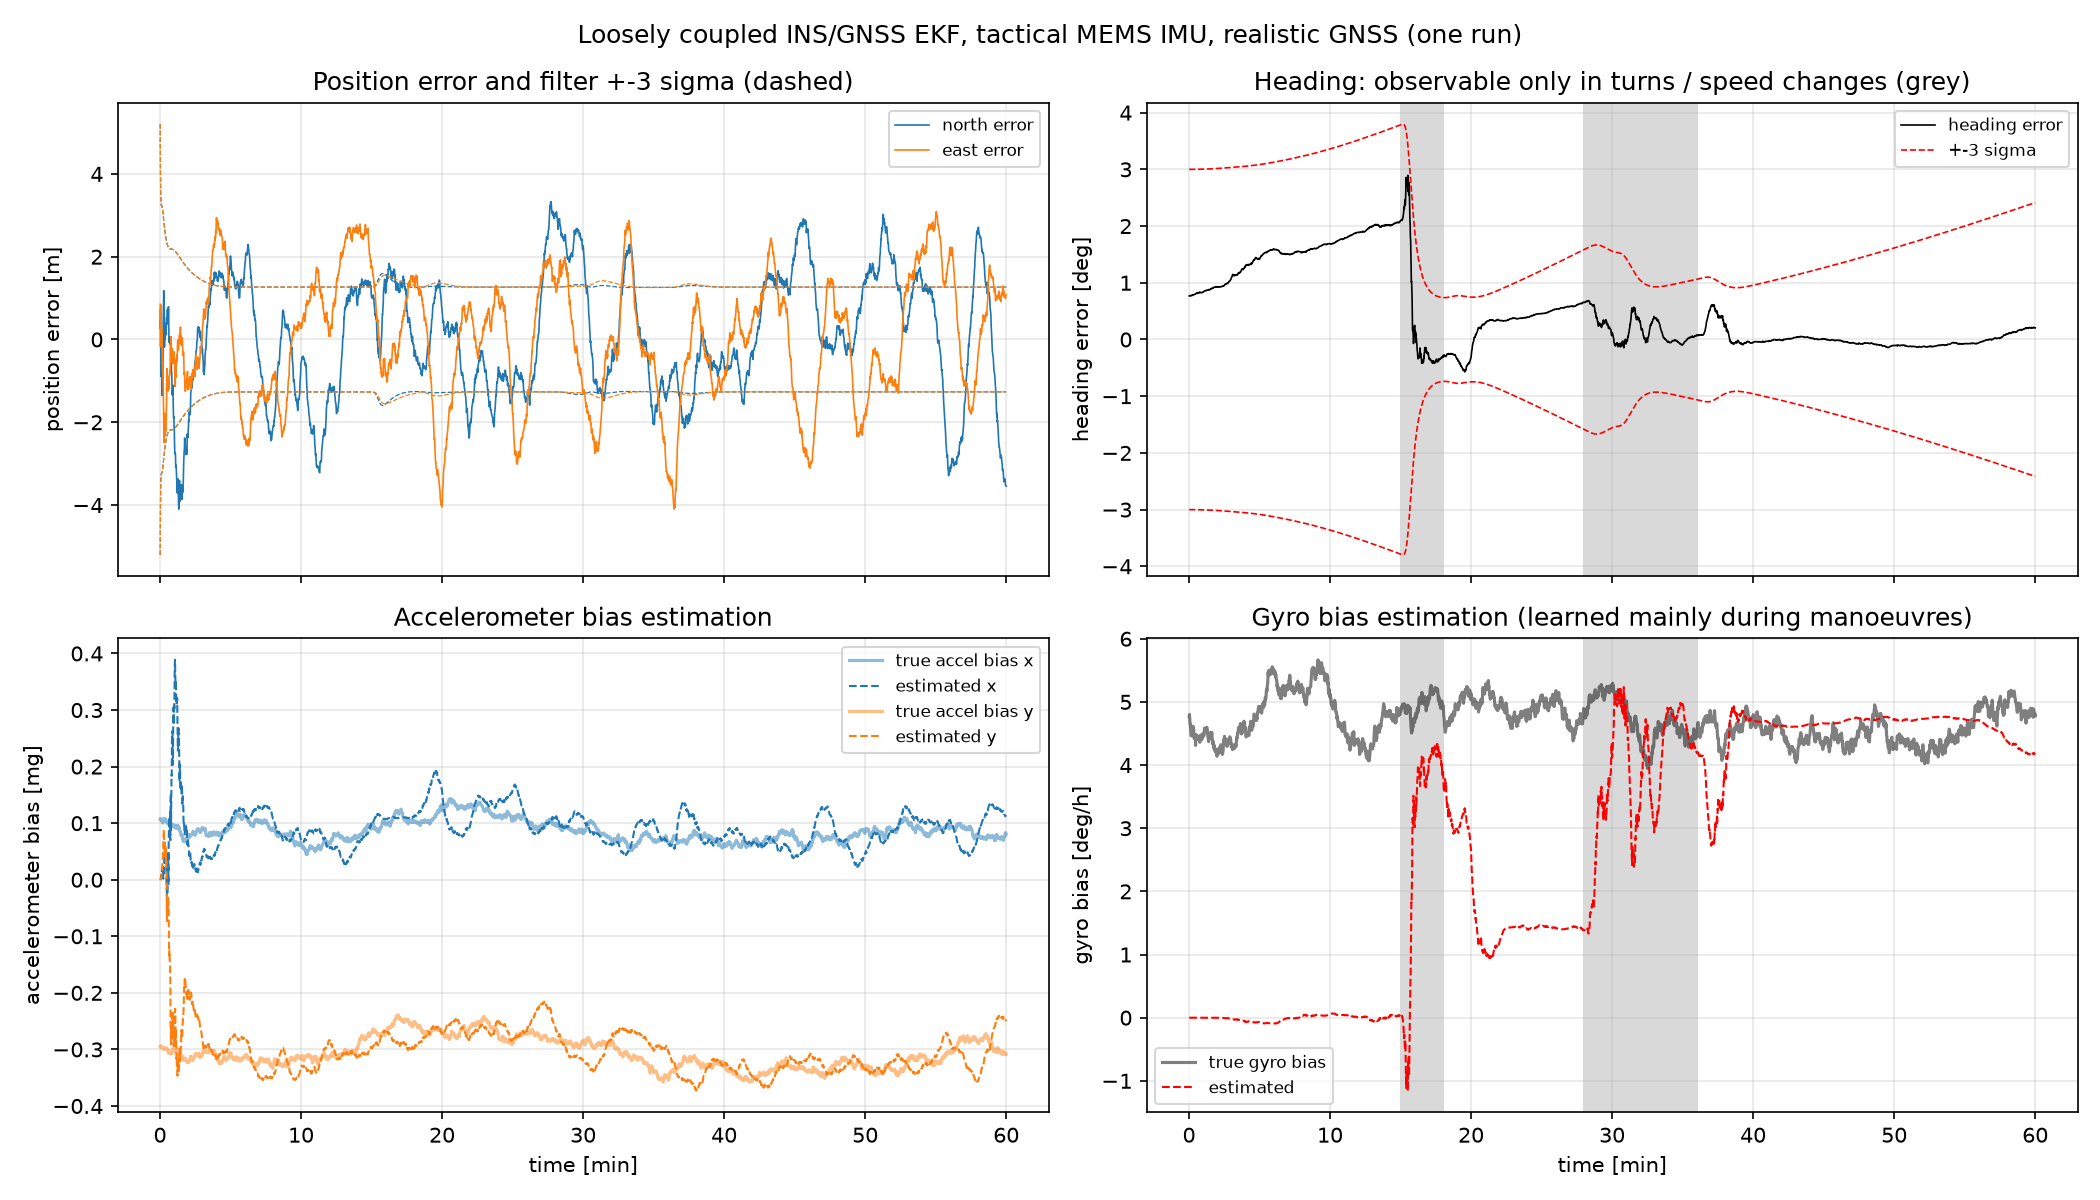 Loosely coupled INS/GNSS EKF, tactical MEMS IMU, realistic GNSS (one run)
Position error and filter +-3 sigma (dashed)
position error [m]
4
2
0
−2
−4
north error
east error
Heading: observable only in turns / speed changes (grey)
heading error [deg]
4
3
2
1
0
−1
−2
−3
−4
heading error
+-3 sigma
Accelerometer bias estimation
accelerometer bias [mg]
0.4
0.3
0.2
0.1
0.0
−0.1
−0.2
−0.3
−0.4
true accel bias x
estimated x
true accel bias y
estimated y
0 10 20 30 40 50 60
time [min]
Gyro bias estimation (learned mainly during manoeuvres)
gyro bias [deg/h]
6
5
4
3
2
1
0
−1
true gyro bias
estimated
0 10 20 30 40 50 60
time [min]